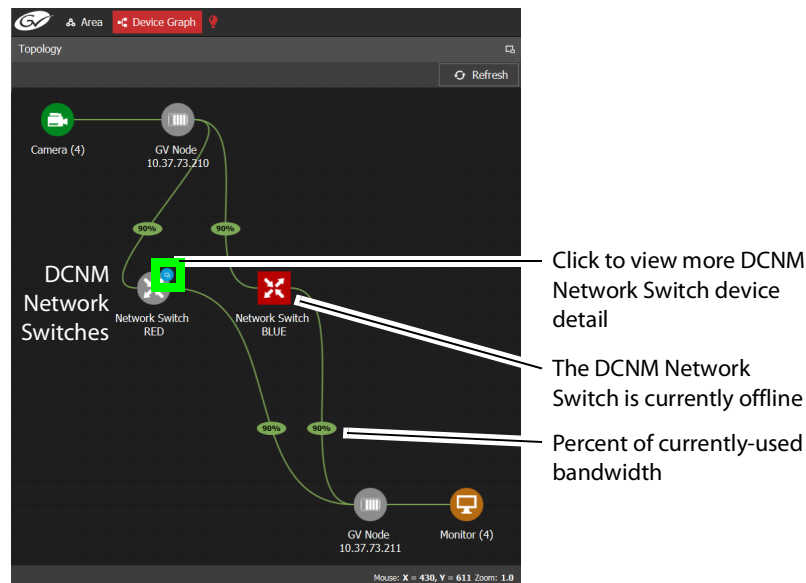 GV Area Device Graph
Topology
Refresh
Camera (4)
GV Node
10.37.73.210
90% 90%
DCNM
Network
Switches
Network Switch
RED
Network Switch
BLUE
Click to view more DCNM
Network Switch device
detail
The DCNM Network
Switch is currently offline
90% 90%
Percent of currently-used
bandwidth
GV Node
10.37.73.211
Monitor (4)
Mouse: X = 430, Y = 611 Zoom: 1.0